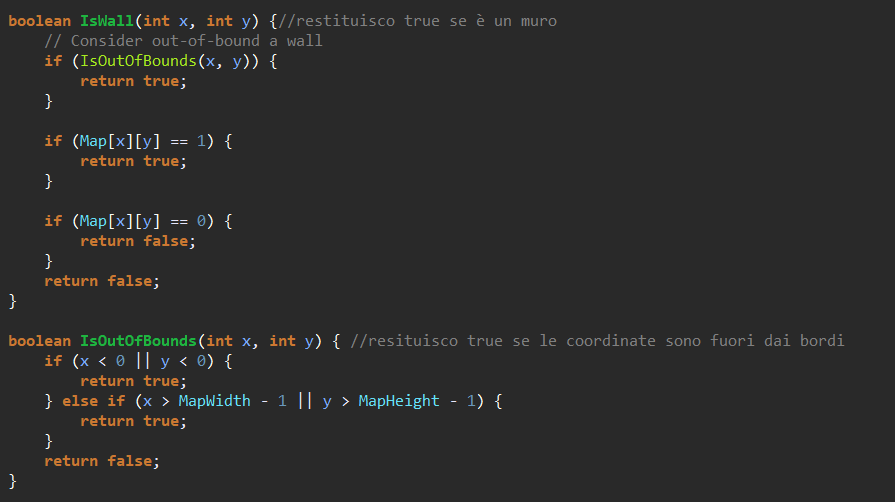 boolean IsWall(int x, int y) {//restituisco true se è un muro
    // Consider out-of-bound a wall
    if (IsOutOfBounds(x, y)) {
        return true;
    }

    if (Map[x][y] == 1) {
        return true;
    }

    if (Map[x][y] == 0) {
        return false;
    }
    return false;
}

boolean IsOutOfBounds(int x, int y) { //resituisco true se le coordinate sono fuori dai bordi
    if (x < 0 || y < 0) {
        return true;
    } else if (x > MapWidth - 1 || y > MapHeight - 1) {
        return true;
    }
    return false;
}